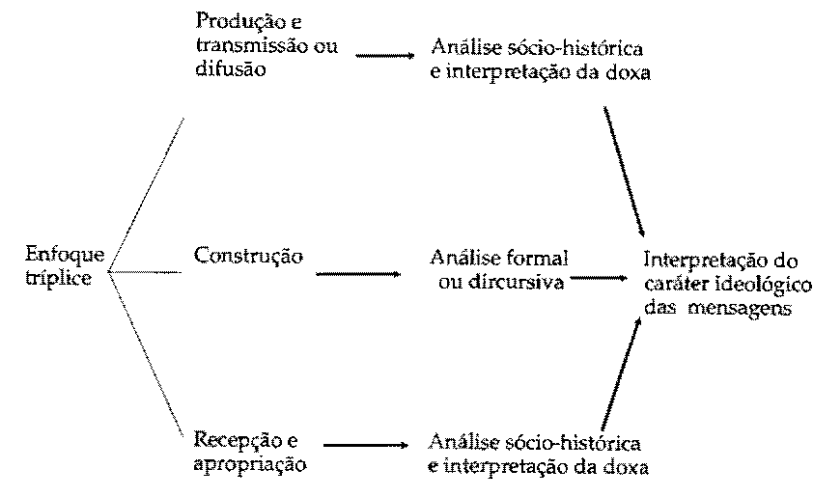 Produção e
transmissão ou
difusão
Análise sócio-histórica
e interpretação da doxa
Enfoque
tríplice
Construção
Análise formal
ou dircursiva
Interpretação do
caráter ideológico
das mensagens
Recepção e
apropriação
Análise sócio-histórica
e interpretação da doxa